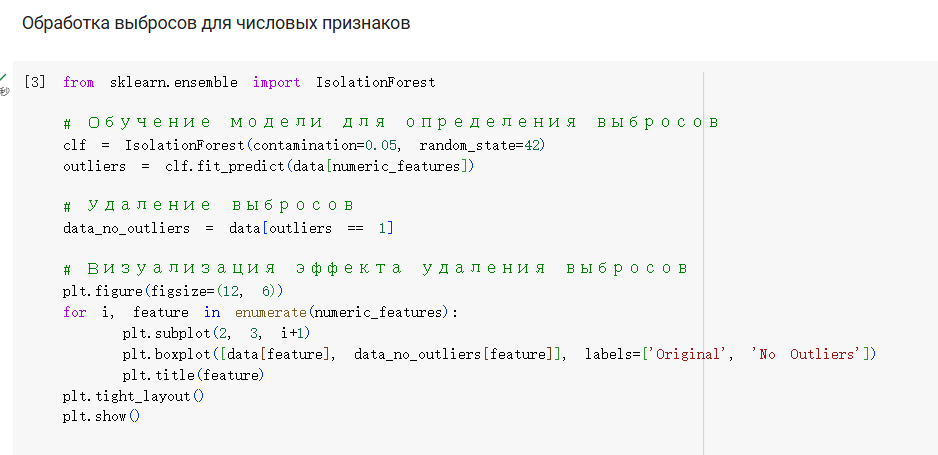 Обработка выбросов для числовых признаков
[3] from sklearn.ensemble import IsolationForest
# Обучение модели для определения выбросов
clf = IsolationForest(contamination=0.05, random_state=42)
outliers = clf.fit_predict(data[numeric_features])
# Удаление выбросов
data_no_outliers = data[outliers == 1]
# Визуализация эффекта удаления выбросов
plt.figure(figsize=(12, 6))
for i, feature in enumerate(numeric_features):
plt.subplot(2, 3, i+1)
plt.boxplot([data[feature], data_no_outliers[feature]], labels=['Original', 'No Outliers'])
plt.title(feature)
plt.tight_layout()
plt.show()